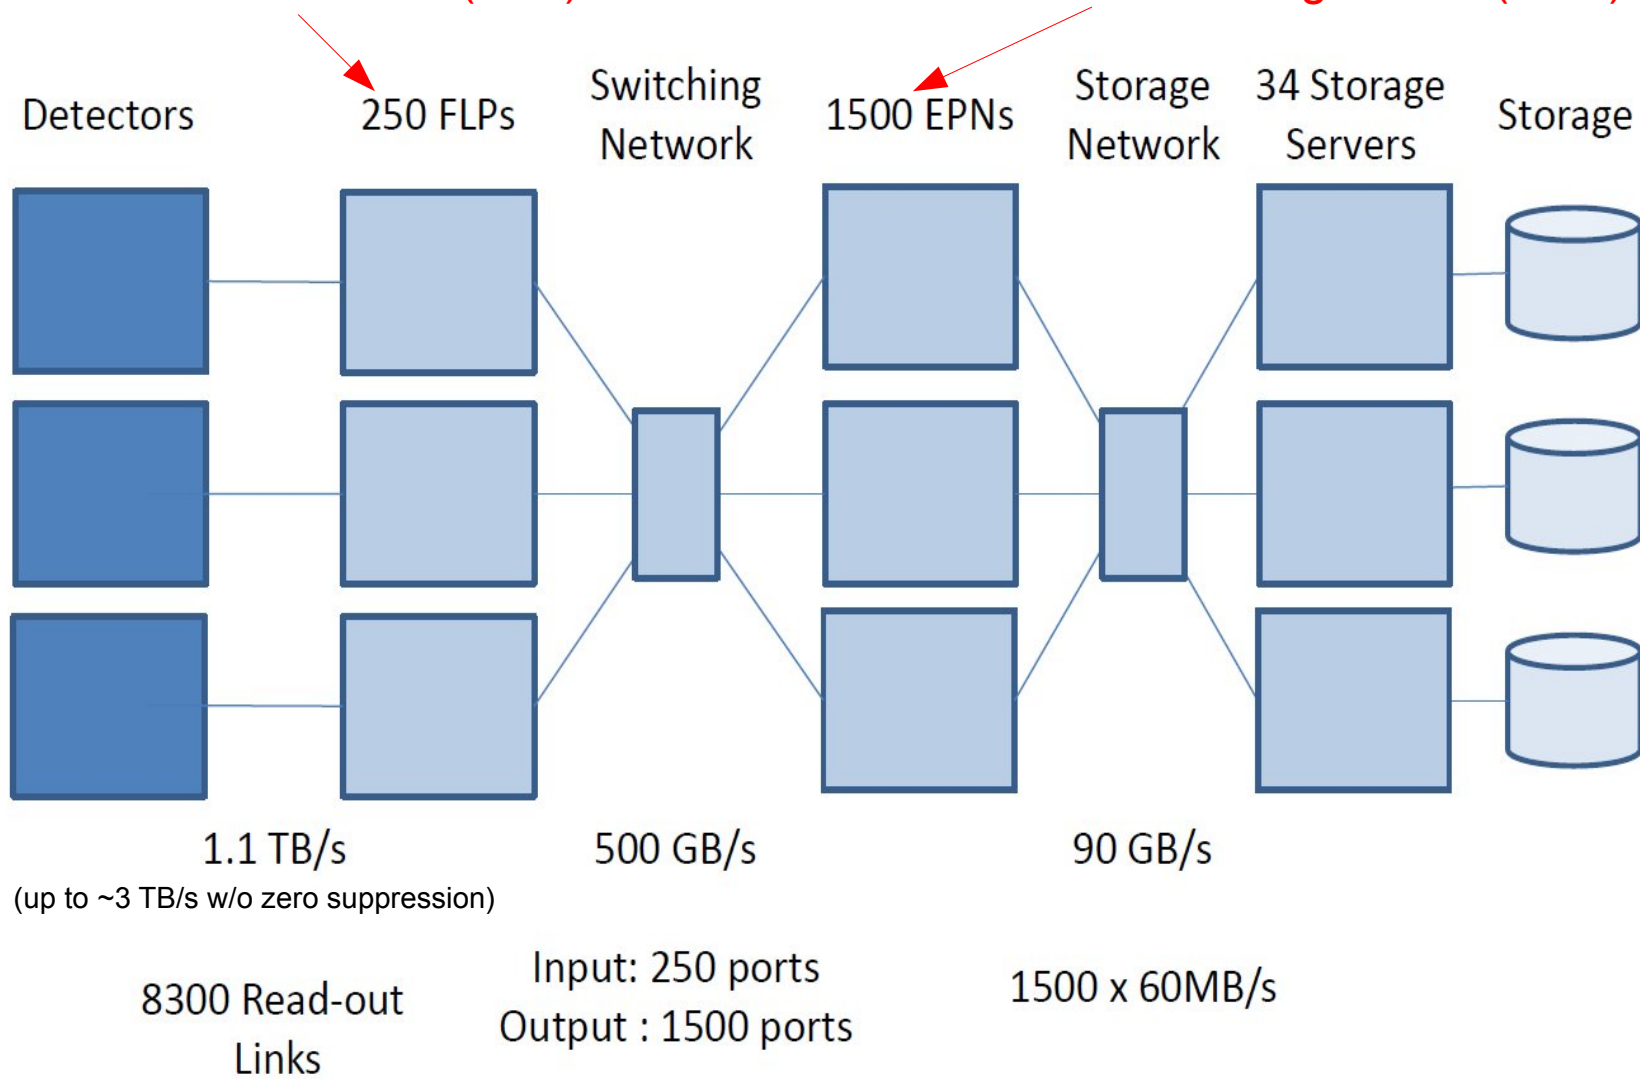 Detectors
250 FLPs
Switching
Network
1500 EPNs
Storage
Network
34 Storage
Servers
Storage
1.1 TB/s
500 GB/s
90 GB/s
(up to ~3 TB/s w/o zero suppression)
8300 Read-out
Links
Input: 250 ports
Output : 1500 ports
1500 x 60MB/s